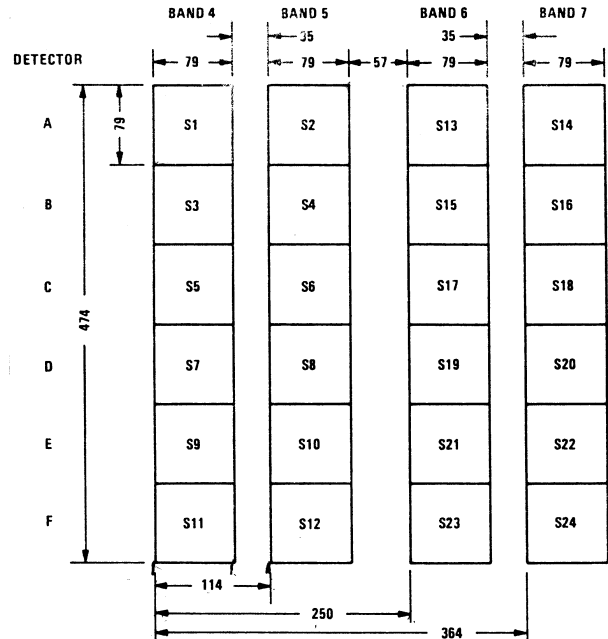 BAND 4 BAND 5 BAND 6 BAND 7
35 35
DETECTOR 79 79 57 79 79
A 79 S1 S2 S13 S14
B S3 S4 S15 S16
C S5 S6 S17 S18
474
D S7 S8 S19 S20
E S9 S10 S21 S22
F S11 S12 S23 S24
114
250
364